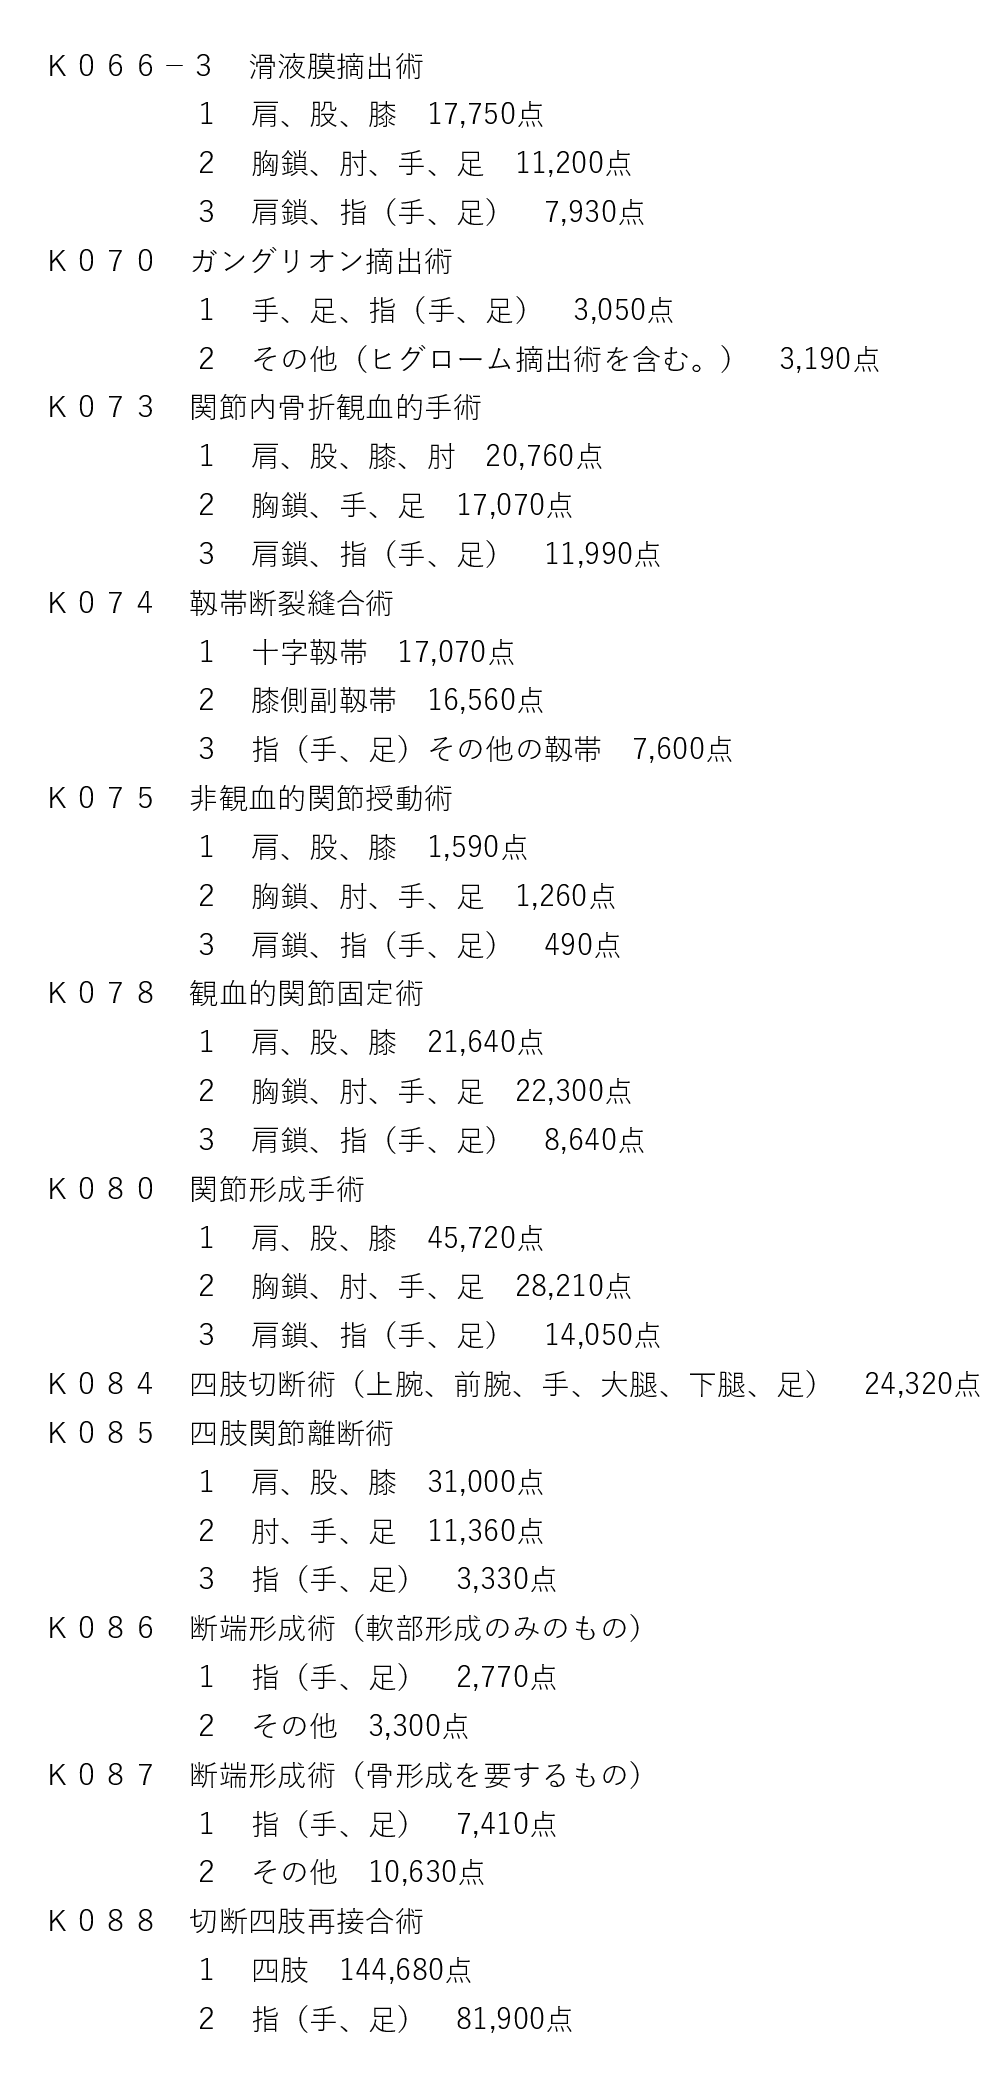 Ｋ０６６－３　滑液膜摘出術
１　肩、股、膝　17,750点
２　胸鎖、肘、手、足　11,200点
３　肩鎖、指（手、足）　7,930点
Ｋ０７０　ガングリオン摘出術
１　手、足、指（手、足）　3,050点
２　その他（ヒグローム摘出術を含む。）　3,190点
Ｋ０７３　関節内骨折観血的手術
１　肩、股、膝、肘　20,760点
２　胸鎖、手、足　17,070点
３　肩鎖、指（手、足）　11,990点
Ｋ０７４　靱帯断裂縫合術
１　十字靱帯　17,070点
２　膝側副靱帯　16,560点
３　指（手、足）その他の靱帯　7,600点
Ｋ０７５　非観血的関節授動術
１　肩、股、膝　1,590点
２　胸鎖、肘、手、足　1,260点
３　肩鎖、指（手、足）　490点
Ｋ０７８　観血的関節固定術
１　肩、股、膝　21,640点
２　胸鎖、肘、手、足　22,300点
３　肩鎖、指（手、足）　8,640点
Ｋ０８０　関節形成手術
１　肩、股、膝　45,720点
２　胸鎖、肘、手、足　28,210点
３　肩鎖、指（手、足）　14,050点
Ｋ０８４　四肢切断術（上腕、前腕、手、大腿、下腿、足）　24,320点
Ｋ０８５　四肢関節離断術
１　肩、股、膝　31,000点
２　肘、手、足　11,360点
３　指（手、足）　3,330点
Ｋ０８６　断端形成術（軟部形成のみのもの）
１　指（手、足）　2,770点
２　その他　3,300点
Ｋ０８７　断端形成術（骨形成を要するもの）
１　指（手、足）　7,410点
２　その他　10,630点
Ｋ０８８　切断四肢再接合術
１　四肢　144,680点
２　指（手、足）　81,900点